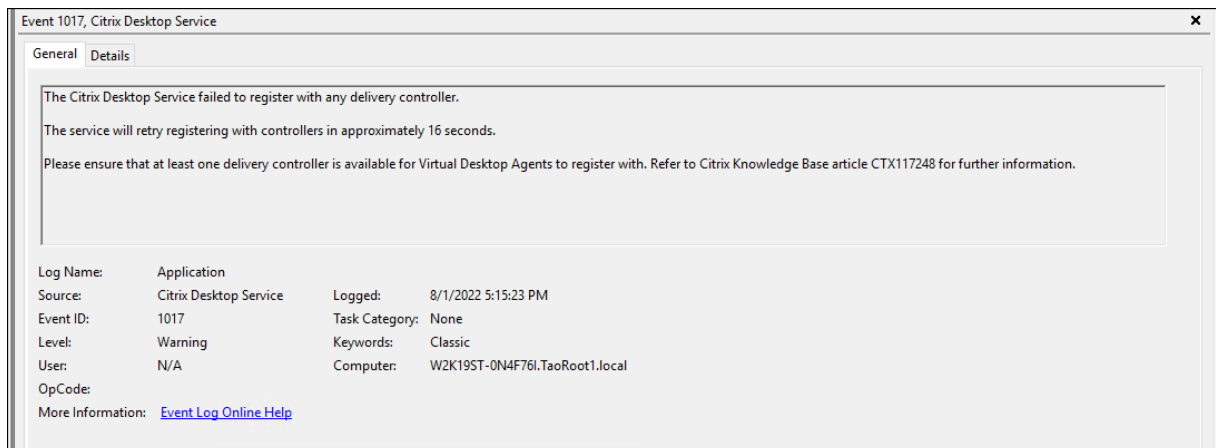 Event 1017, Citrix Desktop Service
General Details
The Citrix Desktop Service failed to register with any delivery controller.
The service will retry registering with controllers in approximately 16 seconds.
Please ensure that at least one delivery controller is available for Virtual Desktop Agents to register with. Refer to Citrix Knowledge Base article CTX117248 for further information.
Log Name: Application
Source: Citrix Desktop Service Logged: 8/1/2022 5:15:23 PM
Event ID: 1017 Task Category: None
Level: Warning Keywords: Classic
User: N/A Computer: W2K19ST-0N4F76I.TaoRoot1.local
OpCode:
More Information: Event Log Online Help